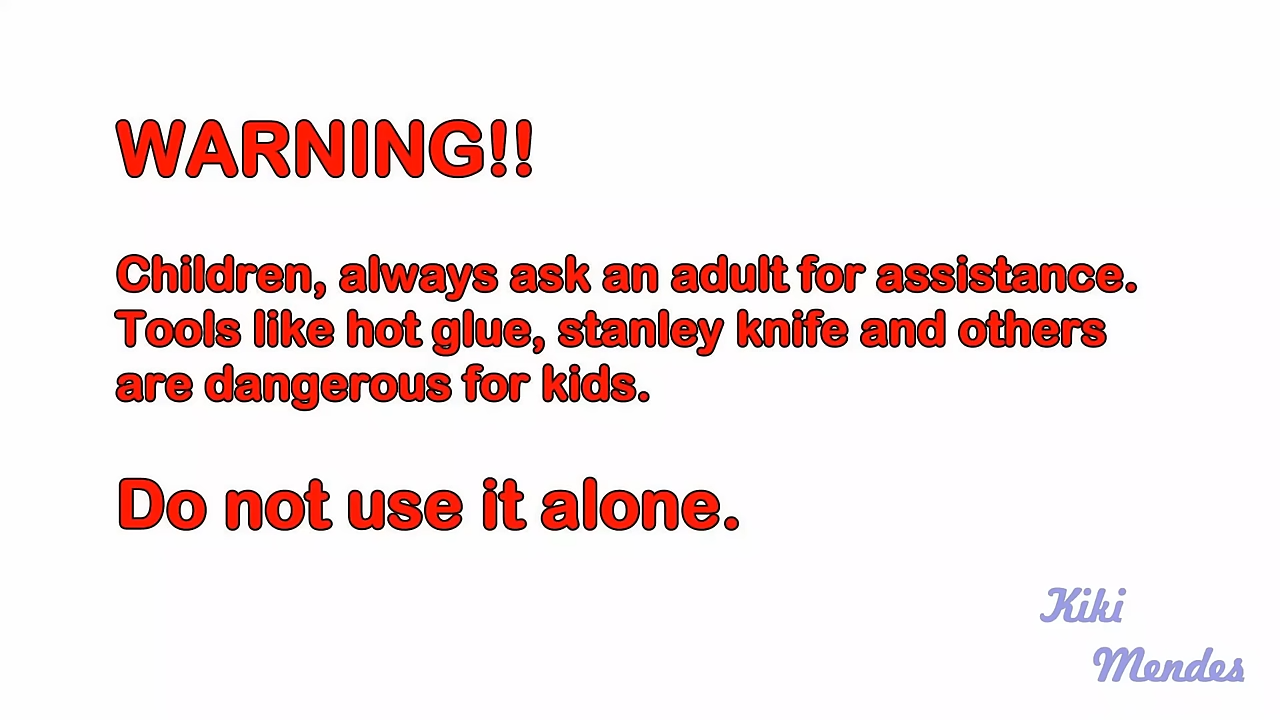 WARNING!!
Children, always ask an adult for assistance.
Tools like hot glue, stanley knife and others
are dangerous for kids.
Do not use it alone.
Kiki
Mendes